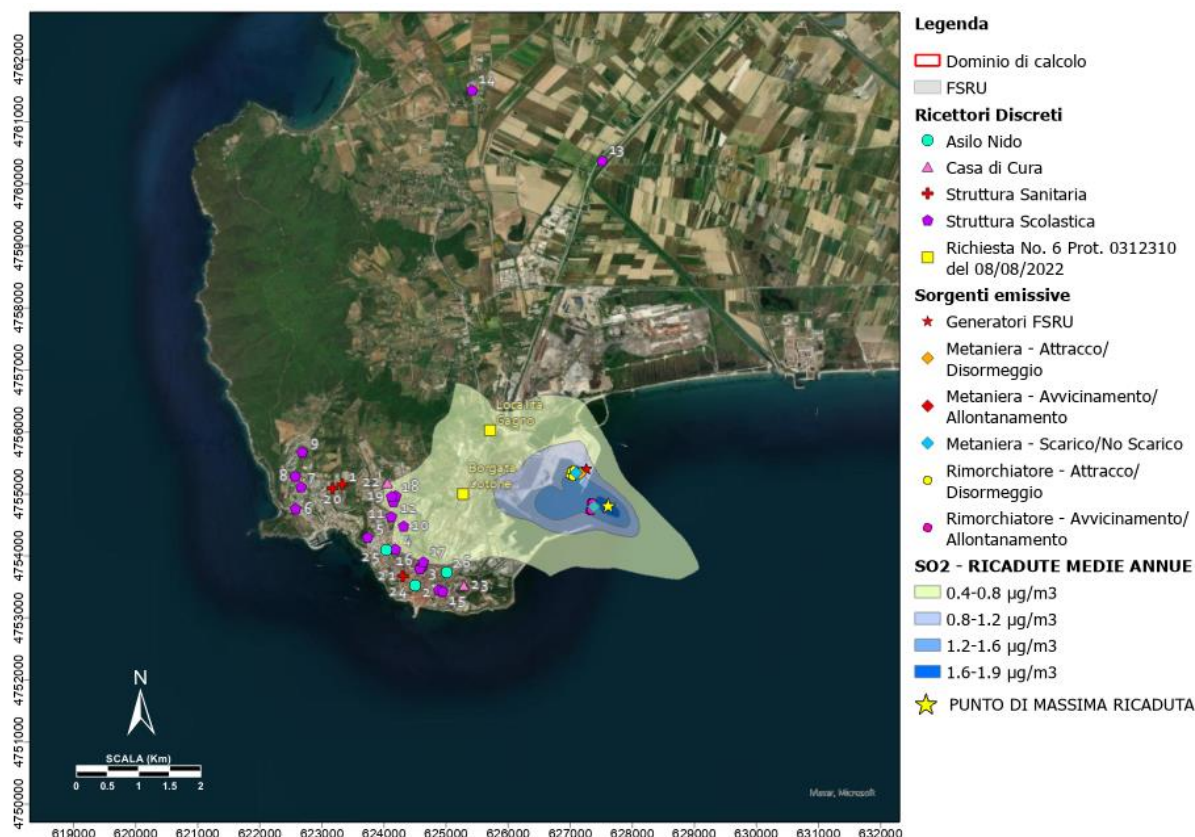 4762000
4761000
4760000
4759000
4758000
4757000
4756000
4755000
4754000
4753000
4752000
4751000
4750000
14
13
Località
Gagno
Borgata
Cotone
9
8
7
6
1
20
22
19
18
11
12
10
5
4
25
16
17
3
26
21
24
2
15
23
N
SCALA (Km)
0 0.5 1 1.5 2
Maxar, Microsoft
619000 620000 621000 622000 623000 624000 625000 626000 627000 628000 629000 630000 631000 632000
Legenda
Dominio di calcolo
FSRU
Ricettori Discreti
Asilo Nido
Casa di Cura
Struttura Sanitaria
Struttura Scolastica
Richiesta No. 6 Prot. 0312310
del 08/08/2022
Sorgenti emissive
Generatori FSRU
Metaniera - Attracco/
Disormeggio
Metaniera - Avvicinamento/
Allontanamento
Metaniera - Scarico/No Scarico
Rimorchiatore - Attracco/
Disormeggio
Rimorchiatore - Avvicinamento/
Allontanamento
SO2 - RICADUTE MEDIE ANNUE
0.4-0.8 µg/m3
0.8-1.2 µg/m3
1.2-1.6 µg/m3
1.6-1.9 µg/m3
PUNTO DI MASSIMA RICADUTA